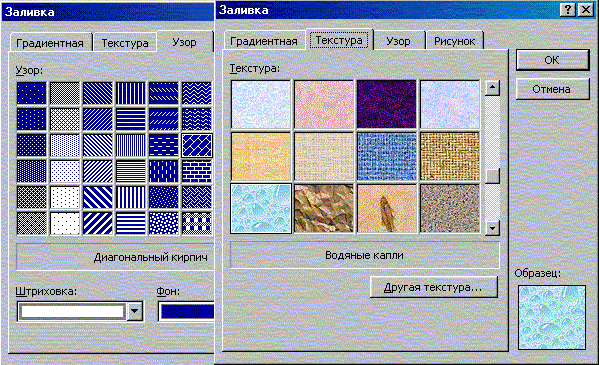 Заливка
Градиентная Текстура Узор
Узор:
Диагональный кирпич
Штриховка: Фон:
Заливка
Градиентная Текстура Узор Рисунок
Текстура:
OK
Отмена
Водяные капли
Другая текстура...
Образец: